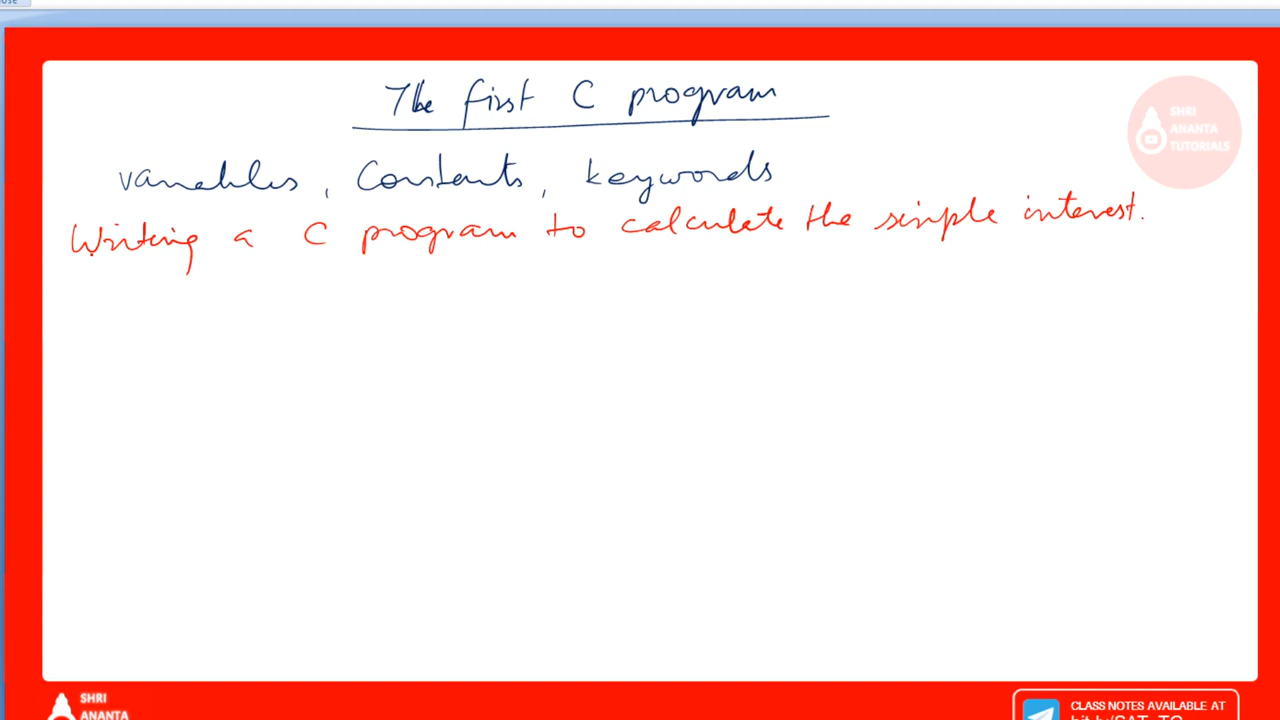 The first C program
variables, Constants, keywords
Writing a C program to calculate the simple interest.
SHRI
ANANTA
TUTORIALS
SHRI
ANANTA
CLASS NOTES AVAILABLE AT